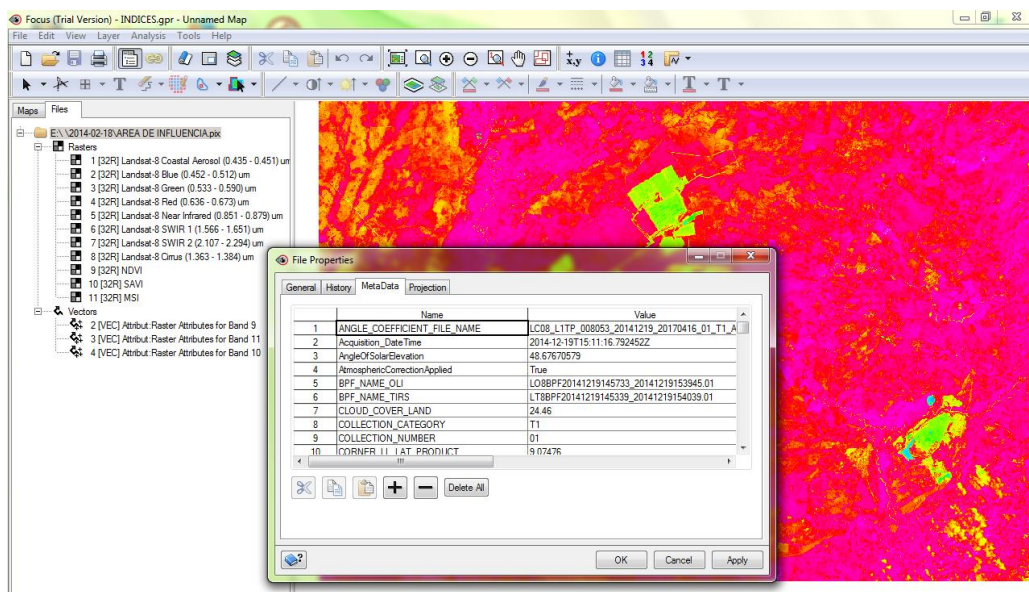 Focus (Trial Version) - INDICES.gpr - Unnamed Map
File Edit View Layer Analysis Tools Help
Maps Files
E:\ \2014-02-18\AREA DE INFLUENCIA.pix
Rasters
1 [32R] Landsat-8 Coastal Aerosol (0.435 - 0.451) um
2 [32R] Landsat-8 Blue (0.452 - 0.512) um
3 [32R] Landsat-8 Green (0.533 - 0.590) um
4 [32R] Landsat-8 Red (0.636 - 0.673) um
5 [32R] Landsat-8 Near Infrared (0.851 - 0.879) um
6 [32R] Landsat-8 SWIR 1 (1.566 - 1.651) um
7 [32R] Landsat-8 SWIR 2 (2.107 - 2.294) um
8 [32R] Landsat-8 Cirrus (1.363 - 1.384) um
9 [32R] NDVI
10 [32R] SAVI
11 [32R] MSI
Vectors
2 [VEC] Attribut:Raster Attributes for Band 9
3 [VEC] Attribut:Raster Attributes for Band 11
4 [VEC] Attribut:Raster Attributes for Band 10
File Properties
General History MetaData Projection
Name Value
1 ANGLE_COEFFICIENT_FILE_NAME LC08_L1TP_008053_20141219_20170416_01_T1_A
2 Acquisition_DateTime 2014-12-19T15:11:16.792452Z
3 AngleOfSolarElevation 48.67670579
4 AtmosphericCorrectionApplied True
5 BPF_NAME_OLI LO8BPF20141219145733_20141219153945.01
6 BPF_NAME_TIRS LT8BPF20141219145339_20141219154039.01
7 CLOUD_COVER_LAND 24.46
8 COLLECTION_CATEGORY T1
9 COLLECTION_NUMBER 01
10 CORNER_LL_LAT_PRODUCT 9.07476
Delete All
OK Cancel Apply